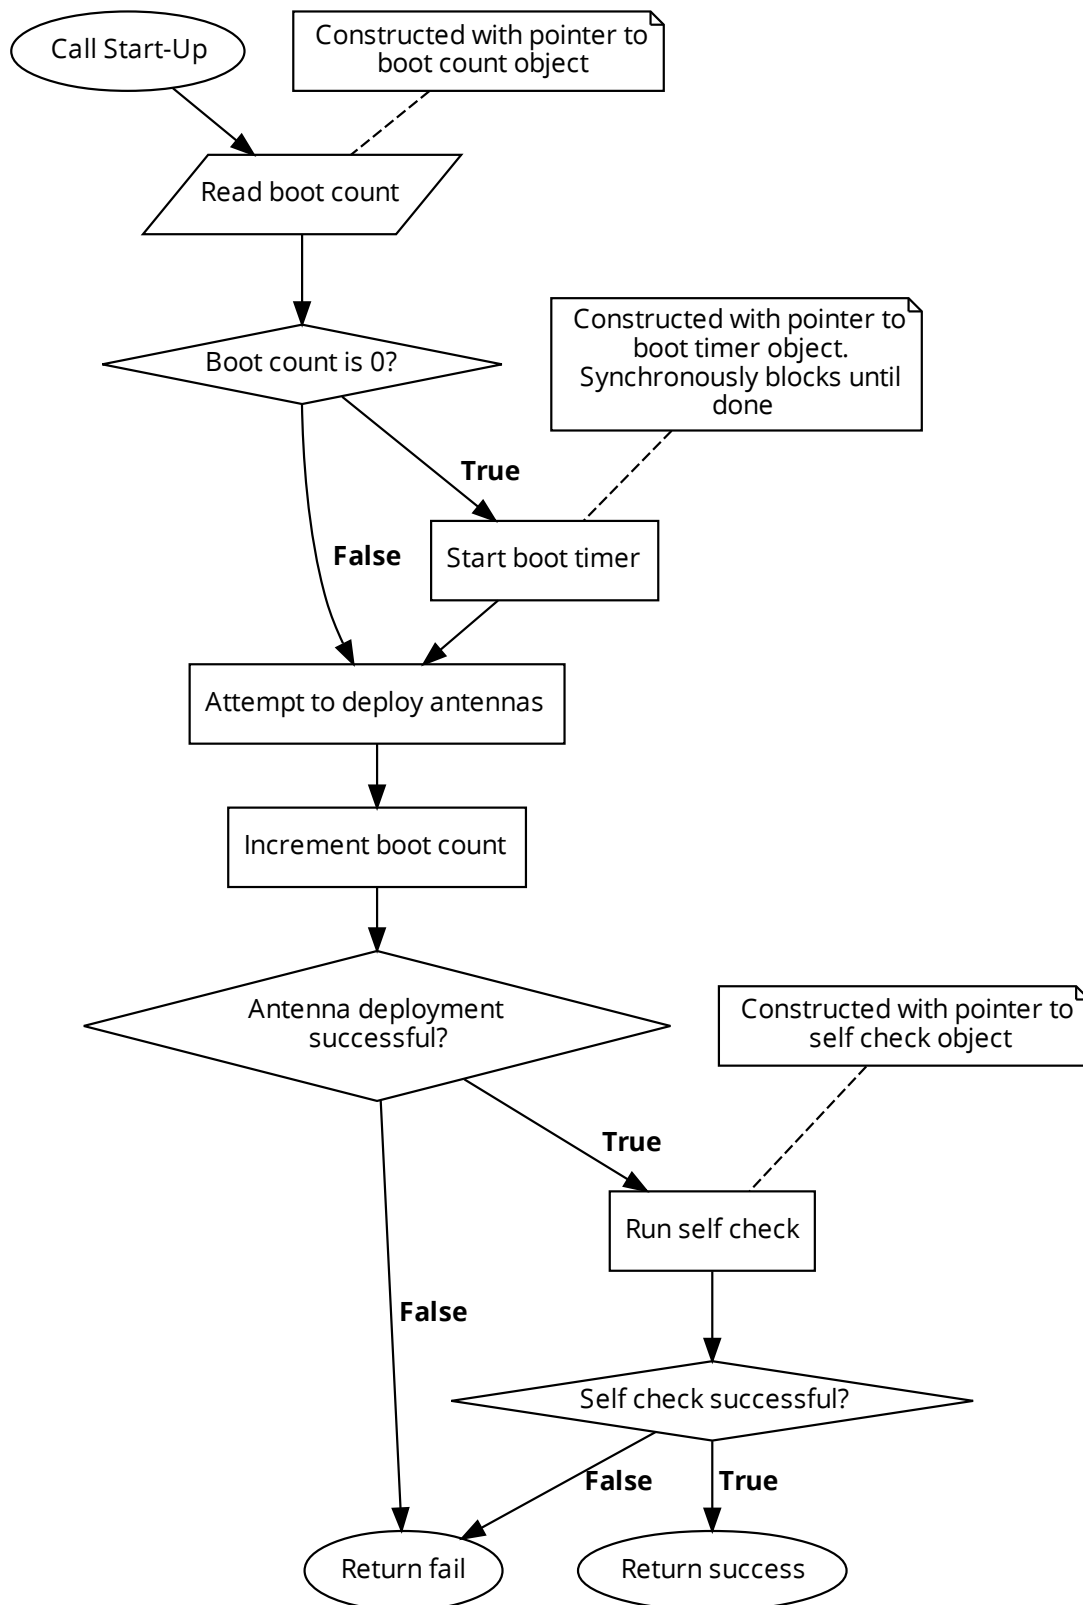 Call Start-Up
Constructed with pointer to
boot count object
Read boot count
Boot count is 0?
Constructed with pointer to
boot timer object.
Synchronously blocks until
done
True
False
Start boot timer
Attempt to deploy antennas
Increment boot count
Antenna deployment
successful?
Constructed with pointer to
self check object
True
Run self check
False
Self check successful?
False
True
Return fail
Return success